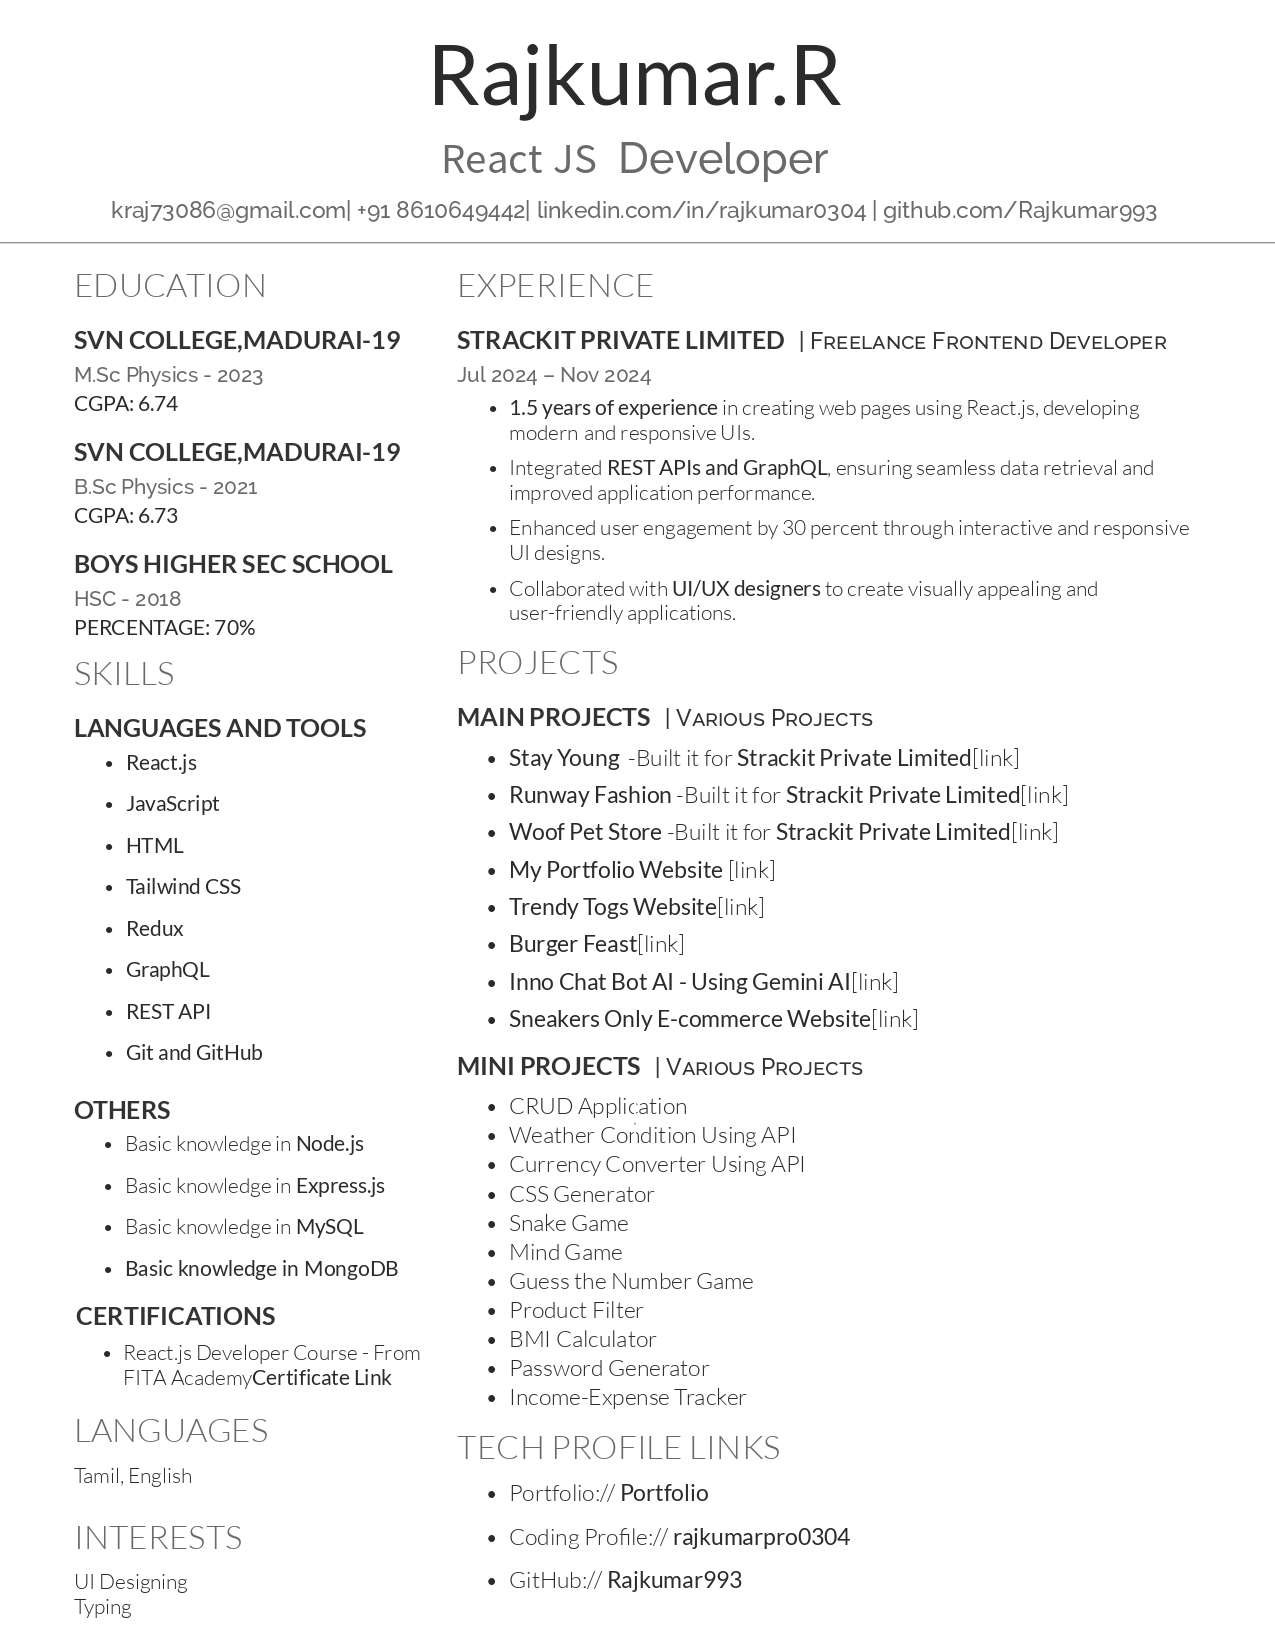 Rajkumar.R
React JS Developer
kraj73086@gmail.com| +91 8610649442| linkedin.com/in/rajkumar0304 | github.com/Rajkumar993
EDUCATION
SVN COLLEGE,MADURAI-19
M.Sc Physics - 2023
CGPA: 6.74
SVN COLLEGE,MADURAI-19
B.Sc Physics - 2021
CGPA: 6.73
BOYS HIGHER SEC SCHOOL
HSC - 2018
PERCENTAGE: 70%
SKILLS
LANGUAGES AND TOOLS
• React.js
• JavaScript
• HTML
• Tailwind CSS
• Redux
• GraphQL
• REST API
• Git and GitHub
OTHERS
• Basic knowledge in Node.js
• Basic knowledge in Express.js
• Basic knowledge in MySQL
• Basic knowledge in MongoDB
CERTIFICATIONS
• React.js Developer Course - From
FITA AcademyCertificate Link
LANGUAGES
Tamil, English
INTERESTS
UI Designing
Typing
EXPERIENCE
STRACKIT PRIVATE LIMITED | FREELANCE FRONTEND DEVELOPER
Jul 2024 – Nov 2024
• 1.5 years of experience in creating web pages using React.js, developing
modern and responsive UIs.
• Integrated REST APIs and GraphQL, ensuring seamless data retrieval and
improved application performance.
• Enhanced user engagement by 30 percent through interactive and responsive
UI designs.
• Collaborated with UI/UX designers to create visually appealing and
user-friendly applications.
PROJECTS
MAIN PROJECTS | VARIOUS PROJECTS
• Stay Young -Built it for Strackit Private Limited[link]
• Runway Fashion -Built it for Strackit Private Limited[link]
• Woof Pet Store -Built it for Strackit Private Limited[link]
• My Portfolio Website [link]
• Trendy Togs Website[link]
• Burger Feast[link]
• Inno Chat Bot AI - Using Gemini AI[link]
• Sneakers Only E-commerce Website[link]
MINI PROJECTS | VARIOUS PROJECTS
• CRUD Application
• Weather Condition Using API
• Currency Converter Using API
• CSS Generator
• Snake Game
• Mind Game
• Guess the Number Game
• Product Filter
• BMI Calculator
• Password Generator
• Income-Expense Tracker
TECH PROFILE LINKS
• Portfolio:// Portfolio
• Coding Profile:// rajkumarpro0304
• GitHub:// Rajkumar993